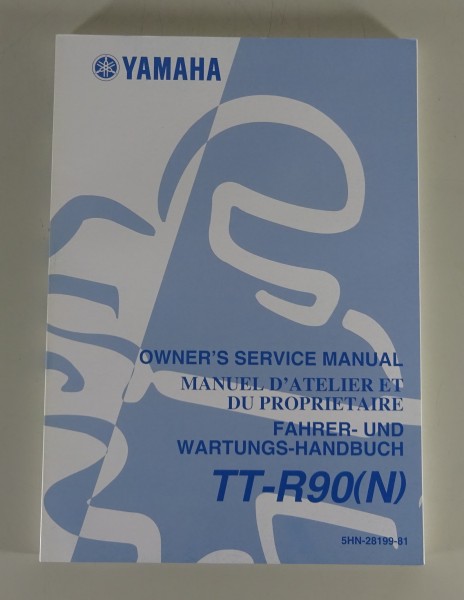 YAMAHA
OWNER'S SERVICE MANUAL
MANUEL D'ATELIER ET
DU PROPRIETAIRE
FAHRER- UND
WARTUNGS-HANDBUCH
TT-R90(N)
5HN-28199-81